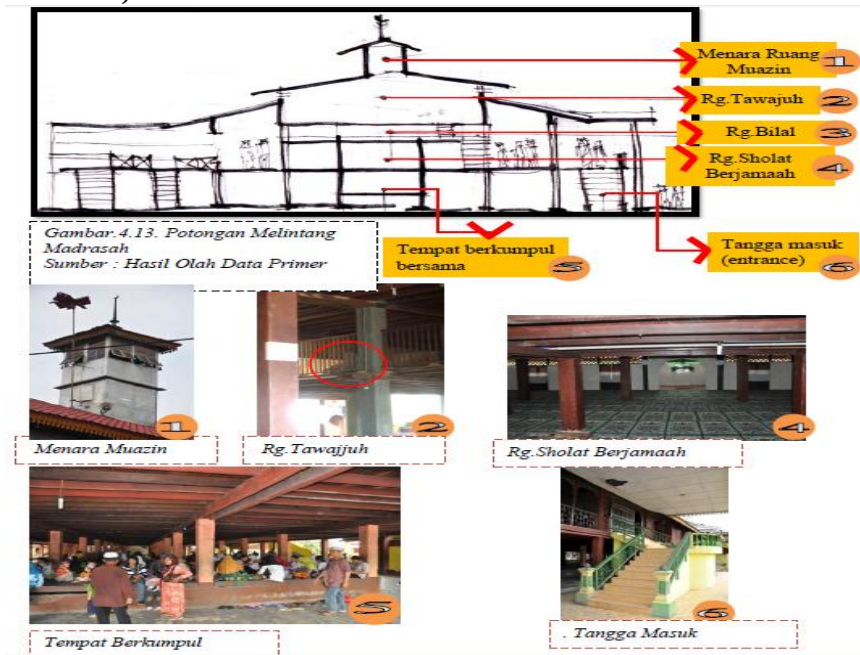 Menara Ruang
Muazin
1
Rg.Tawajuh
2
Rg.Bilal
3
Rg.Sholat
Berjamaah
4
Gambar.4.13. Potongan Melintang
Madrasah
Sumber : Hasil Olah Data Primer
Tempat berkumpul
bersama
5
Tangga masuk
(entrance)
6
1
Menara Muazin
2
Rg.Tawajjuh
4
Rg.Sholat Berjamaah
5
Tempat Berkumpul
6
. Tangga Masuk